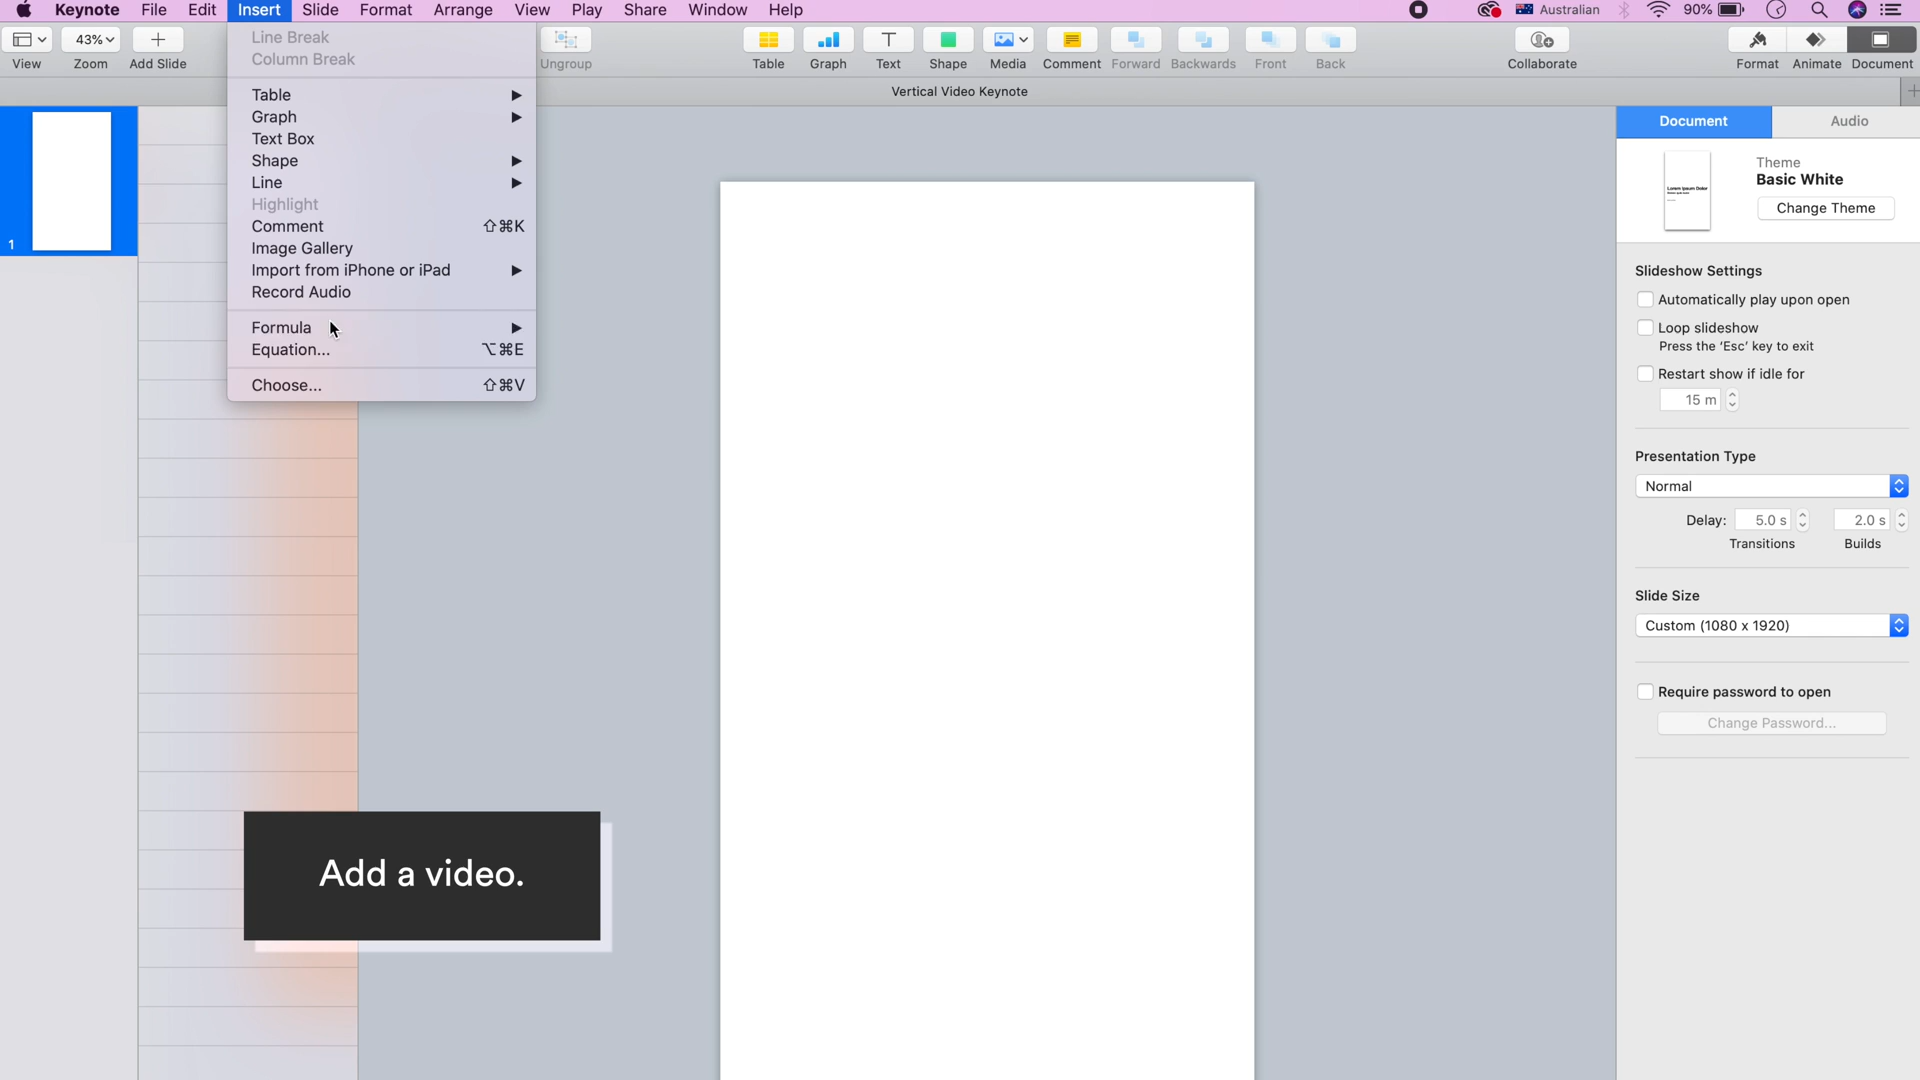 Keynote File Edit Insert Slide Format Arrange View Play Share Window Help Australian 90%
43%
View Zoom Add Slide Ungroup Table Graph Text Shape Media Comment Forward Backwards Front Back Collaborate Format Animate Document
Vertical Video Keynote
Line Break
Column Break
Table
Graph
Text Box
Shape
Line
Highlight
Comment ⇧⌘K
Image Gallery
Import from iPhone or iPad
Record Audio
Formula
Equation... ⌥⌘E
Choose... ⇧⌘V
1
Add a video.
Document Audio
Lorem Ipsum Dolor
Theme
Basic White
Change Theme
Slideshow Settings
Automatically play upon open
Loop slideshow
Press the ‘Esc’ key to exit
Restart show if idle for
15 m
Presentation Type
Normal
Delay: 5.0 s 2.0 s
Transitions Builds
Slide Size
Custom (1080 x 1920)
Require password to open
Change Password...